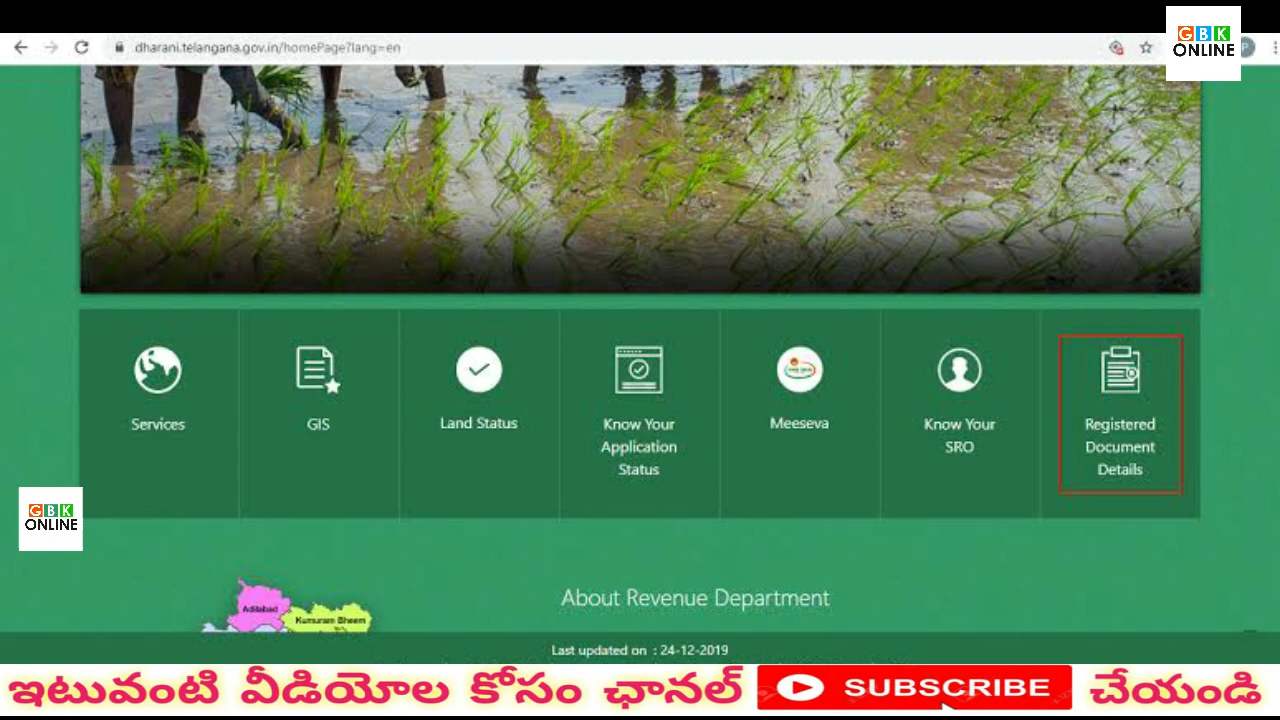 dharani.telangana.gov.in/homePage?lang=en
GBK
ONLINE
P
Services
GIS
Land Status
Know Your
Application
Status
Meeseva
Know Your
SRO
Registered
Document
Details
GBK
ONLINE
About Revenue Department
Adilabad
Kumuram Bheem
Last updated on : 24-12-2019
ఇటువంటి వీడియోల కోసం ఛానల్ SUBSCRIBE చేయండి